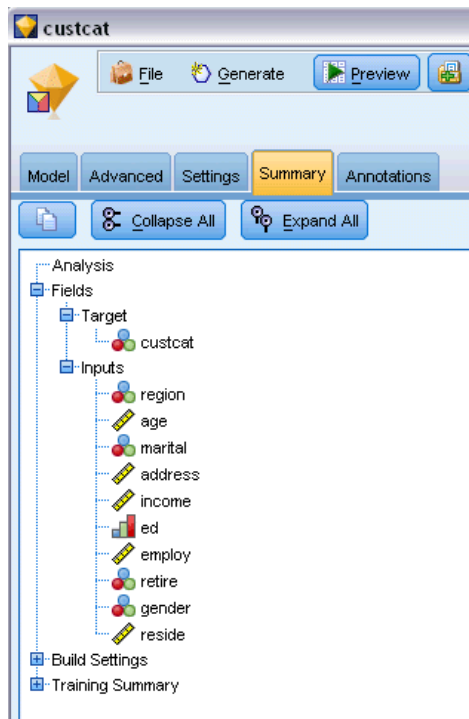 custcat
File Generate Preview
Model Advanced Settings Summary Annotations
Collapse All Expand All
Analysis
Fields
Target
custcat
Inputs
region
age
marital
address
income
ed
employ
retire
gender
reside
Build Settings
Training Summary